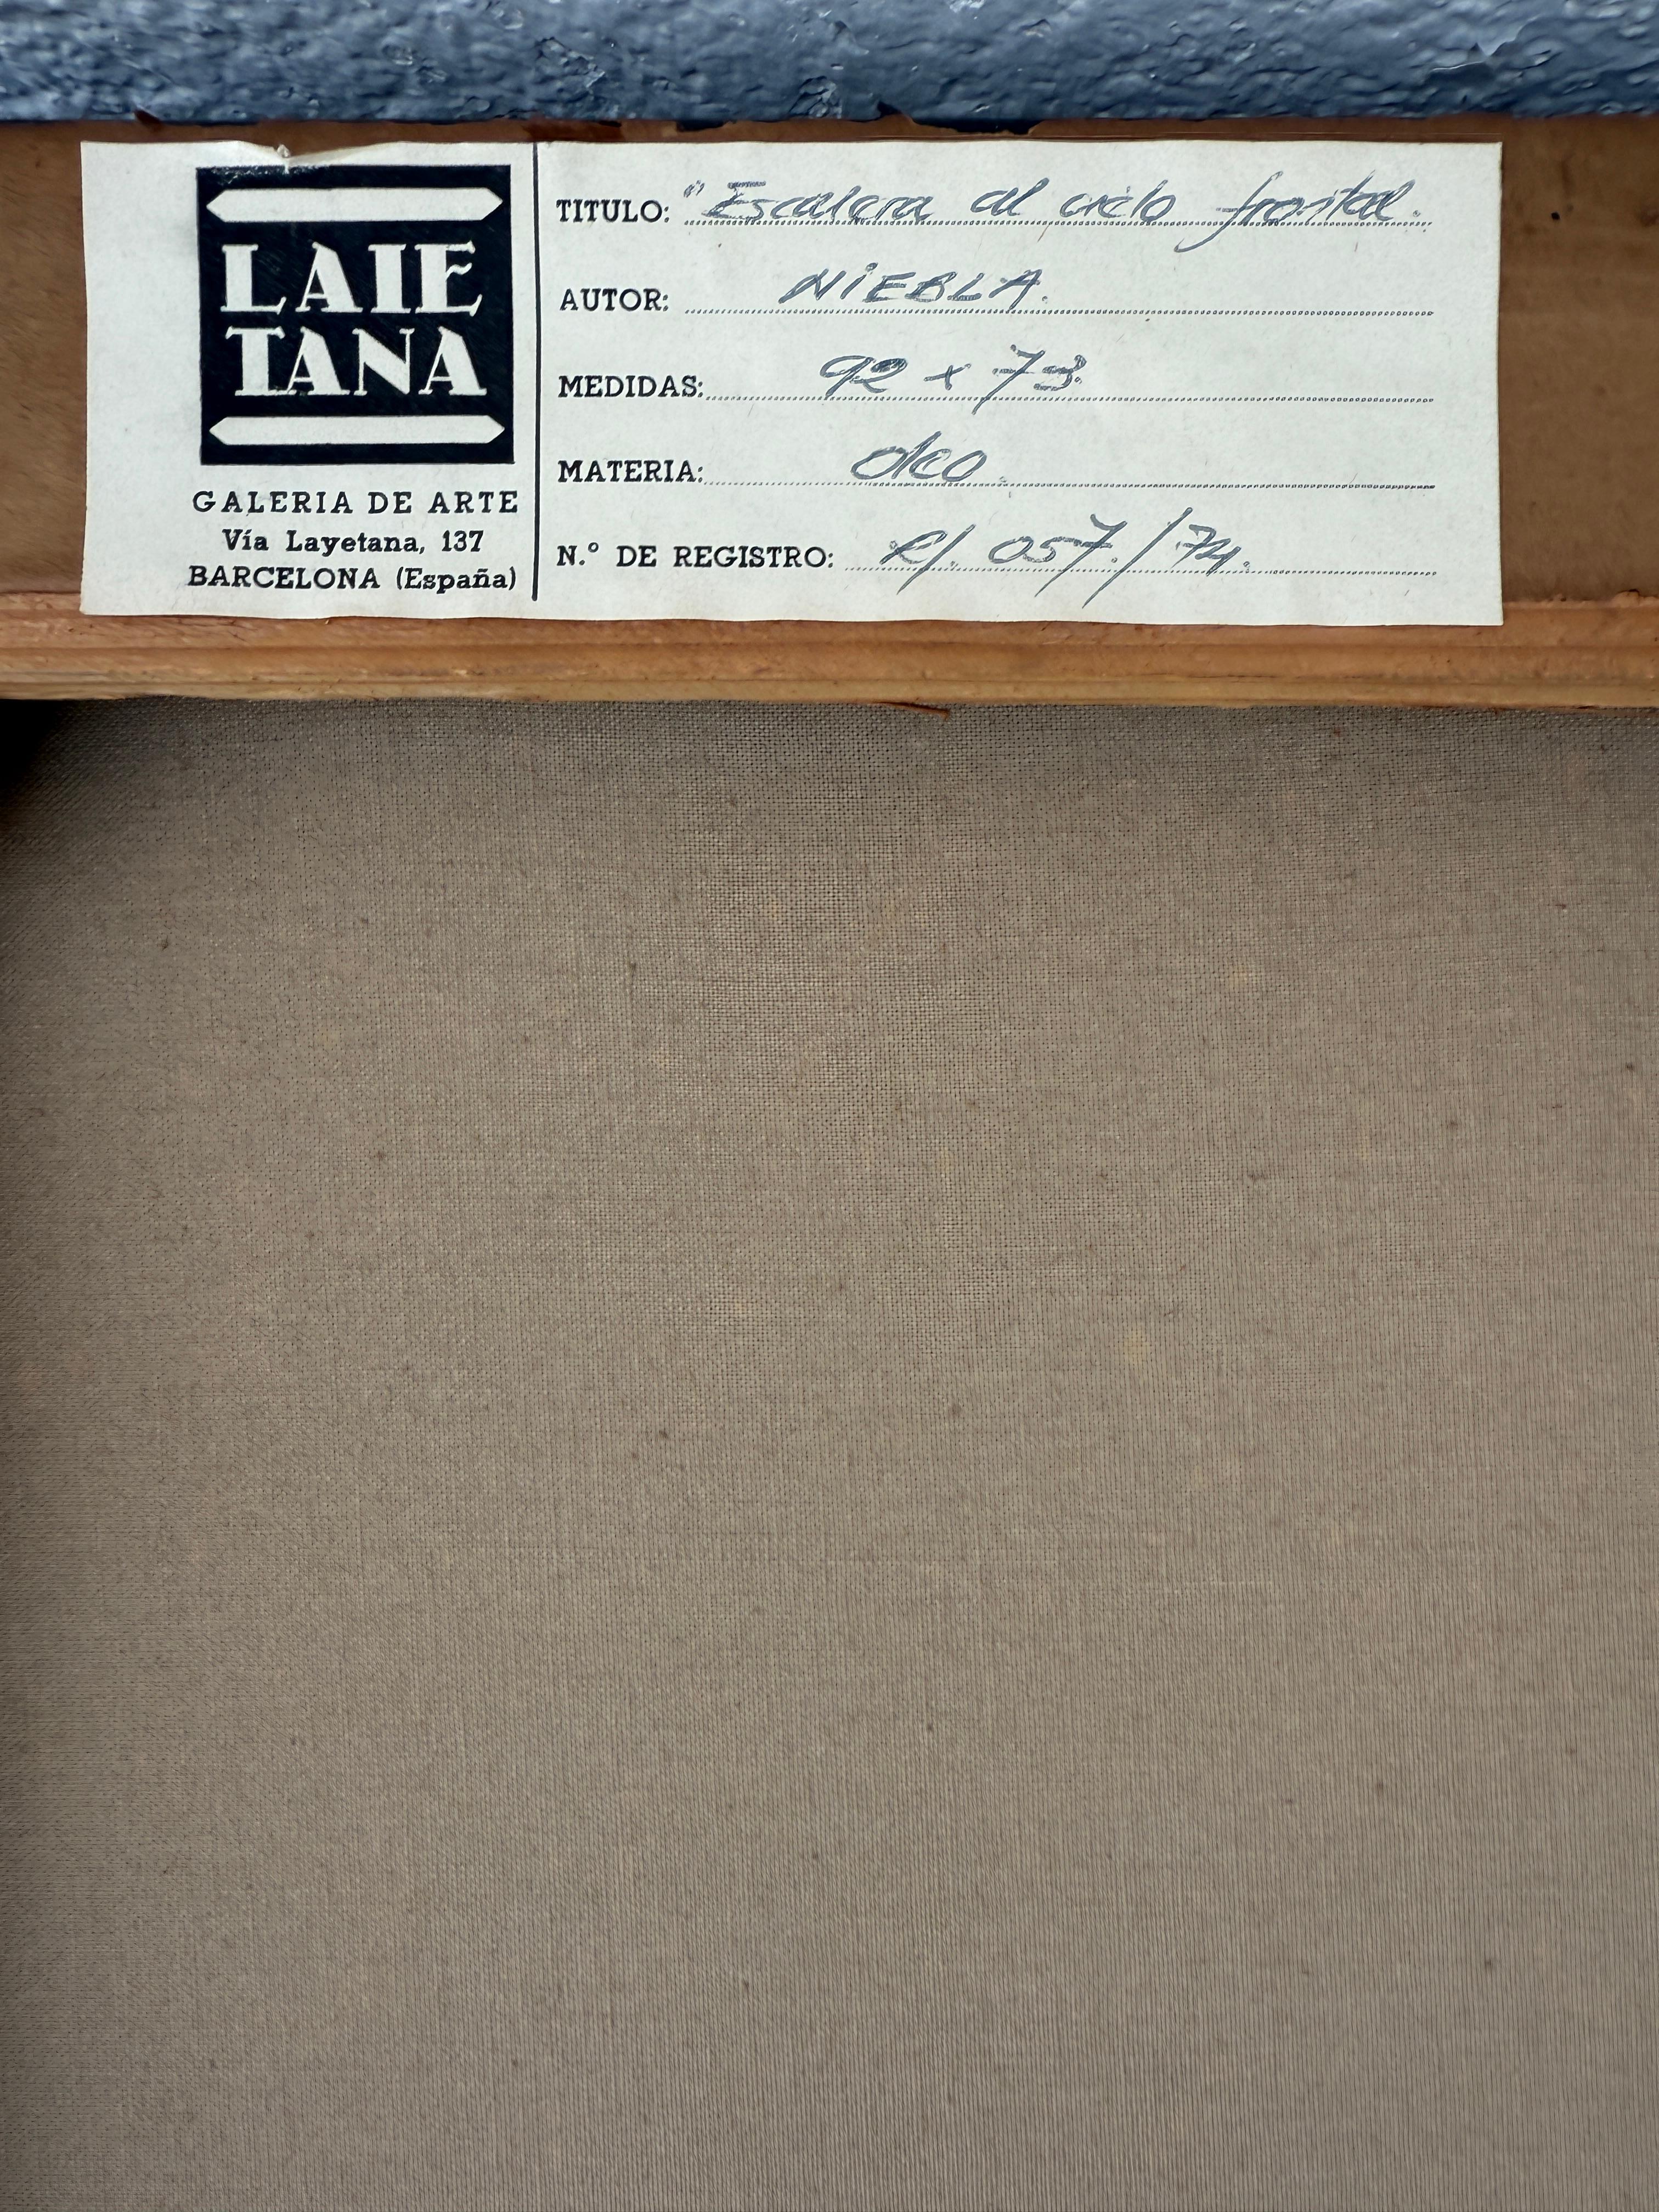 LAIE
TANA
GALERIA DE ARTE
Vía Layetana, 137
BARCELONA (España)
TITULO: "Escalera al cielo frontal.
AUTOR: NIEBLA.
MEDIDAS: 92 x 73.
MATERIA: oleo.
N.º DE REGISTRO: R/. 057./74.